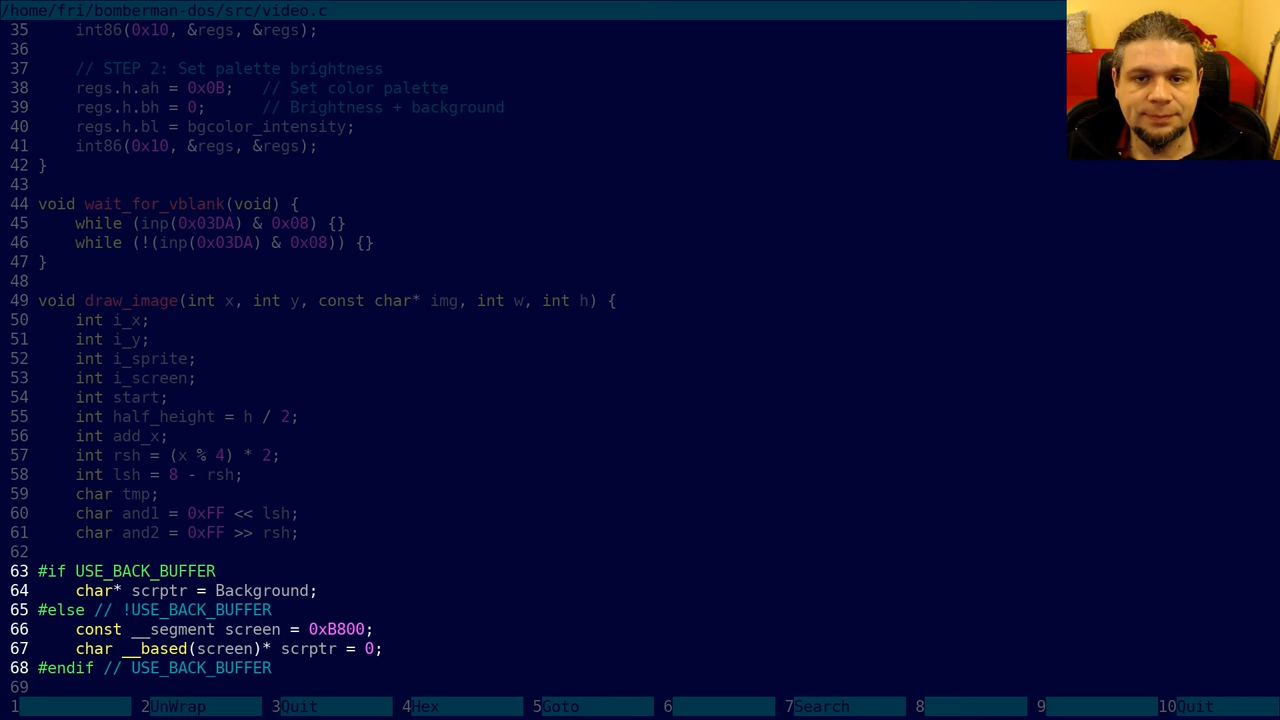 /home/fri/bomberman-dos/src/video.c
35     int86(0x10, &regs, &regs);
36
37     // STEP 2: Set palette brightness
38     regs.h.ah = 0x0B;   // Set color palette
39     regs.h.bh = 0;      // Brightness + background
40     regs.h.bl = bgcolor_intensity;
41     int86(0x10, &regs, &regs);
42 }
43
44 void wait_for_vblank(void) {
45     while (inp(0x03DA) & 0x08) {}
46     while (!(inp(0x03DA) & 0x08)) {}
47 }
48
49 void draw_image(int x, int y, const char* img, int w, int h) {
50     int i_x;
51     int i_y;
52     int i_sprite;
53     int i_screen;
54     int start;
55     int half_height = h / 2;
56     int add_x;
57     int rsh = (x % 4) * 2;
58     int lsh = 8 - rsh;
59     char tmp;
60     char and1 = 0xFF << lsh;
61     char and2 = 0xFF >> rsh;
62
63 #if USE_BACK_BUFFER
64     char* scrptr = Background;
65 #else // !USE_BACK_BUFFER
66     const __segment screen = 0xB800;
67     char __based(screen)* scrptr = 0;
68 #endif // USE_BACK_BUFFER
69
1 2UnWrap 3Quit 4Hex 5Goto 6 7Search 8 9 10Quit